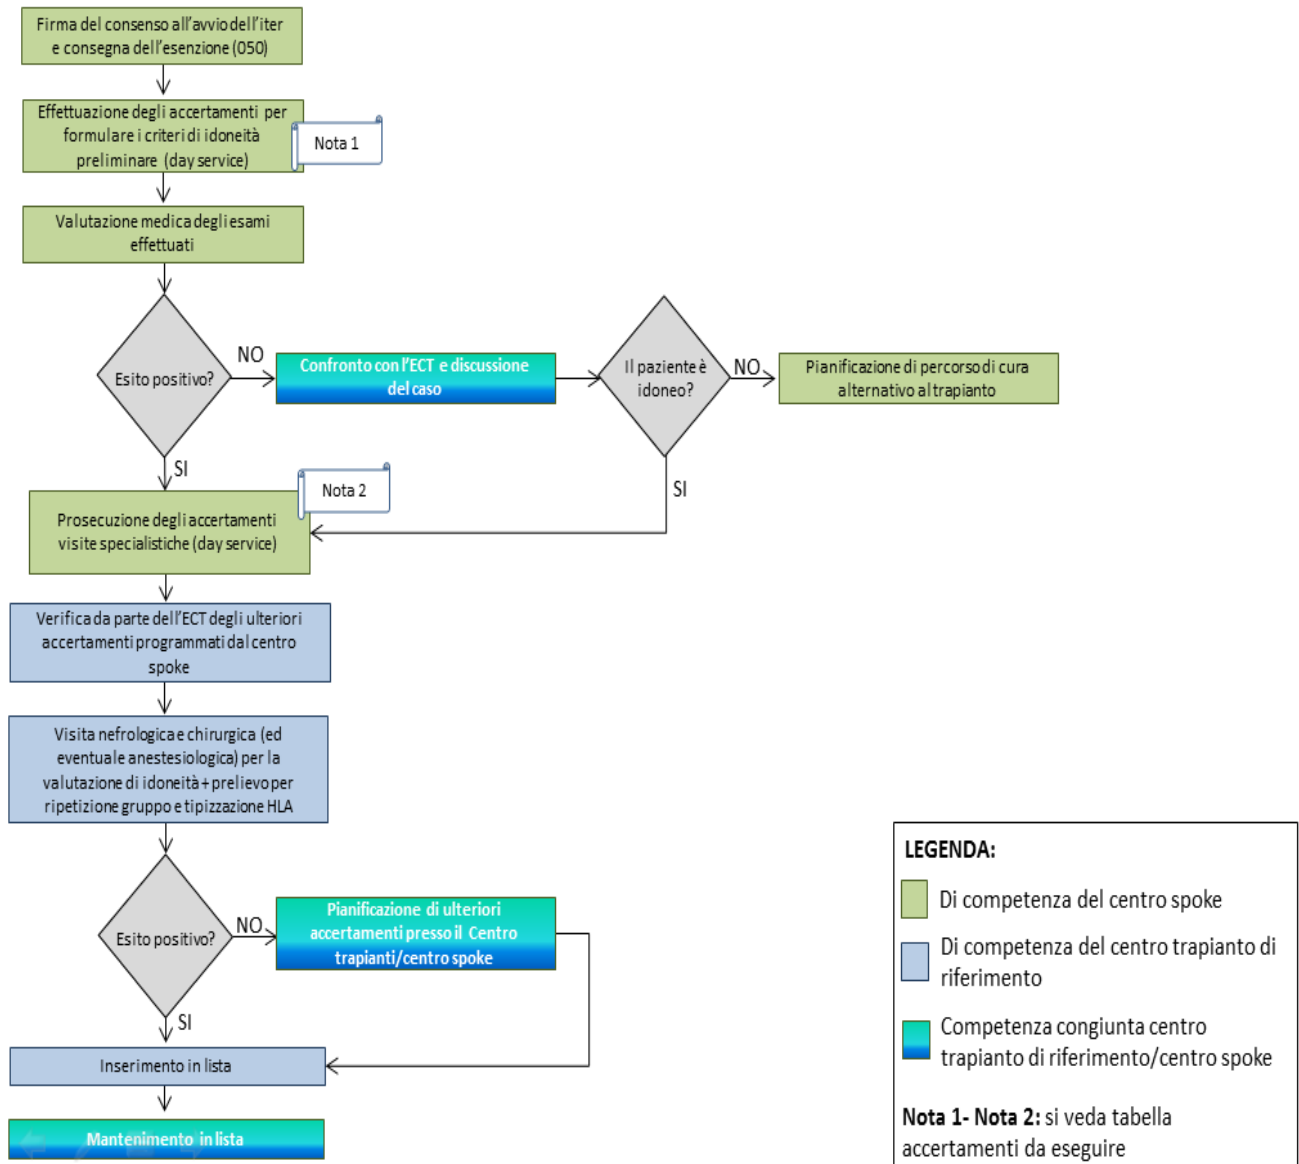 Firma del consenso all'avvio dell'iter
e consegna dell'esenzione (050)
Effettuazione degli accertamenti per
formulare i criteri di idoneità
preliminare (day service)
Nota 1
Valutazione medica degli esami
effettuati
Esito positivo?
NO
Confronto con l'ECT e discussione
del caso
Il paziente è
idoneo?
NO
Pianificazione di percorso di cura
alternativo al trapianto
SI
SI
Nota 2
Prosecuzione degli accertamenti
visite specialistiche (day service)
Verifica da parte dell'ECT degli ulteriori
accertamenti programmati dal centro
spoke
Visita nefrologica e chirurgica (ed
eventuale anestesiologica) per la
valutazione di idoneità + prelievo per
ripetizione gruppo e tipizzazione HLA
Esito positivo?
NO
Pianificazione di ulteriori
accertamenti presso il Centro
trapianti/centro spoke
SI
Inserimento in lista
Mantenimento in lista
LEGENDA:
Di competenza del centro spoke
Di competenza del centro trapianto di
riferimento
Competenza congiunta centro
trapianto di riferimento/centro spoke
Nota 1- Nota 2: si veda tabella
accertamenti da eseguire